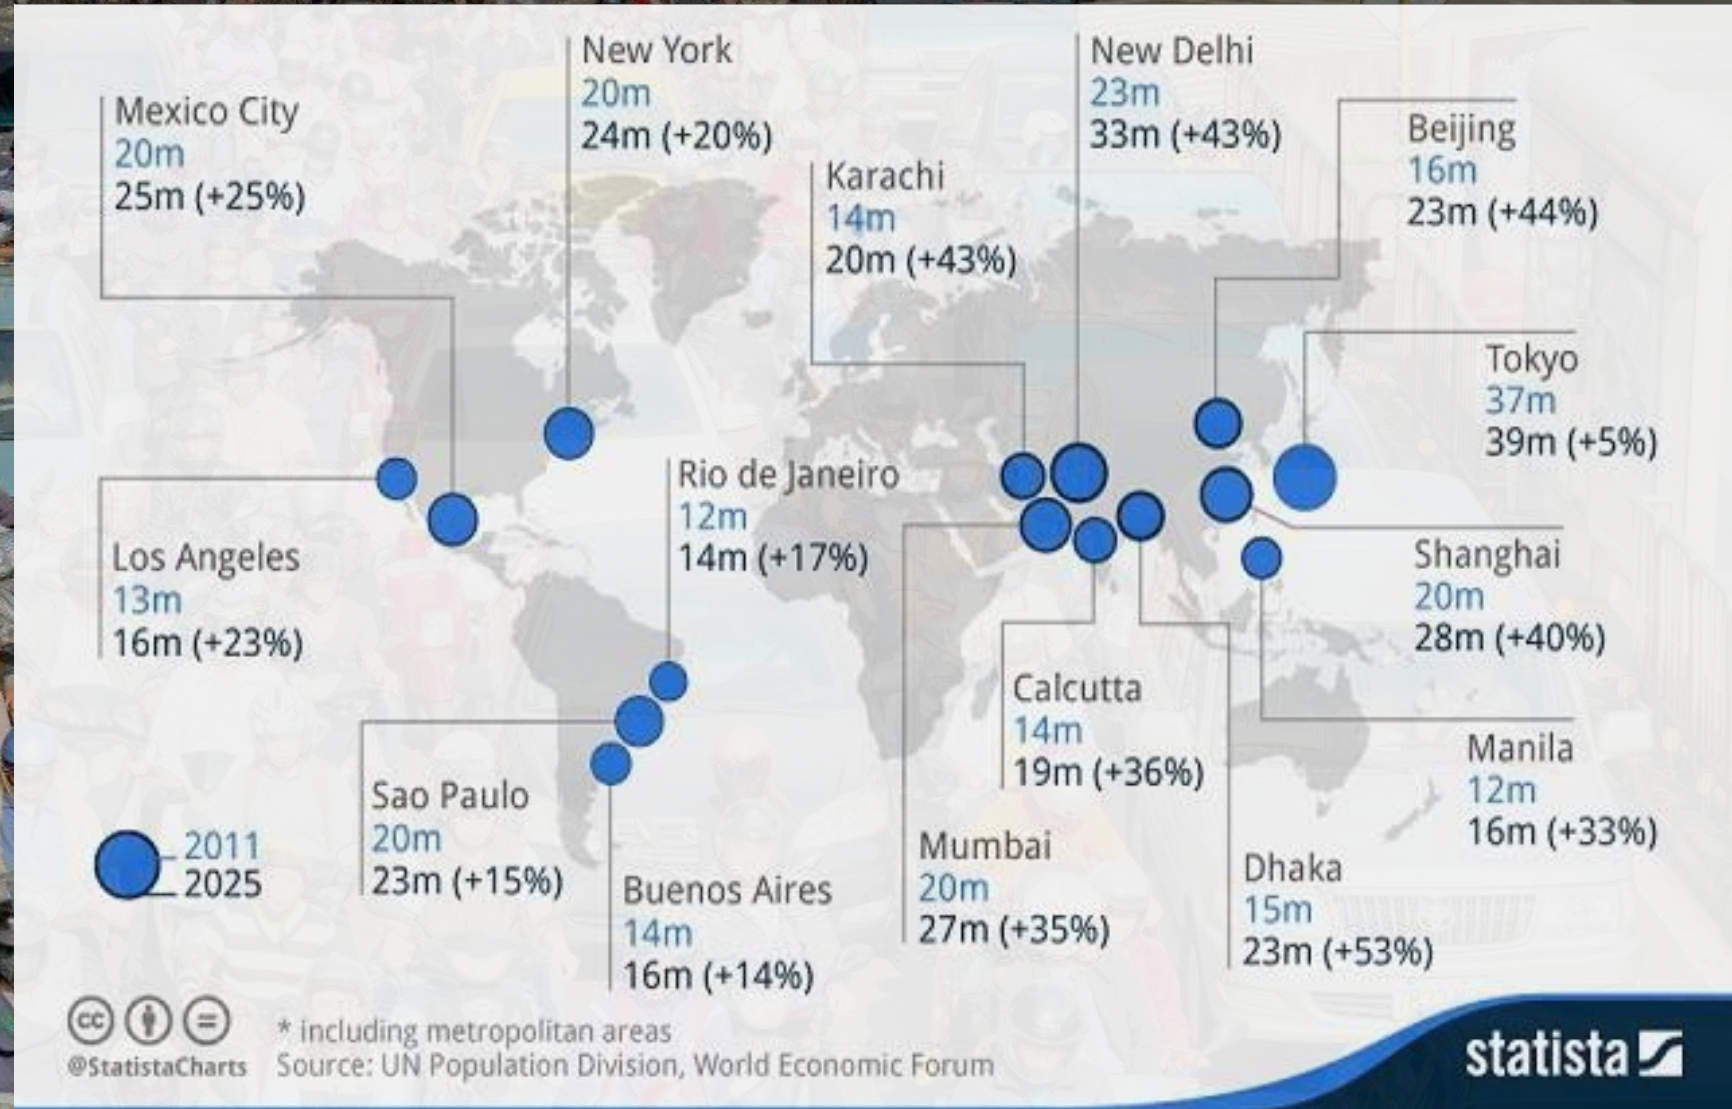 New York
20m
24m (+20%)
New Delhi
23m
33m (+43%)
Mexico City
20m
25m (+25%)
Beijing
16m
23m (+44%)
Karachi
14m
20m (+43%)
Tokyo
37m
39m (+5%)
Rio de Janeiro
12m
14m (+17%)
Los Angeles
13m
16m (+23%)
Shanghai
20m
28m (+40%)
Calcutta
14m
19m (+36%)
Manila
12m
16m (+33%)
Sao Paulo
20m
23m (+15%)
Mumbai
20m
27m (+35%)
Dhaka
15m
23m (+53%)
Buenos Aires
14m
16m (+14%)
2011
2025
cc
@StatistaCharts
* including metropolitan areas
Source: UN Population Division, World Economic Forum
statista